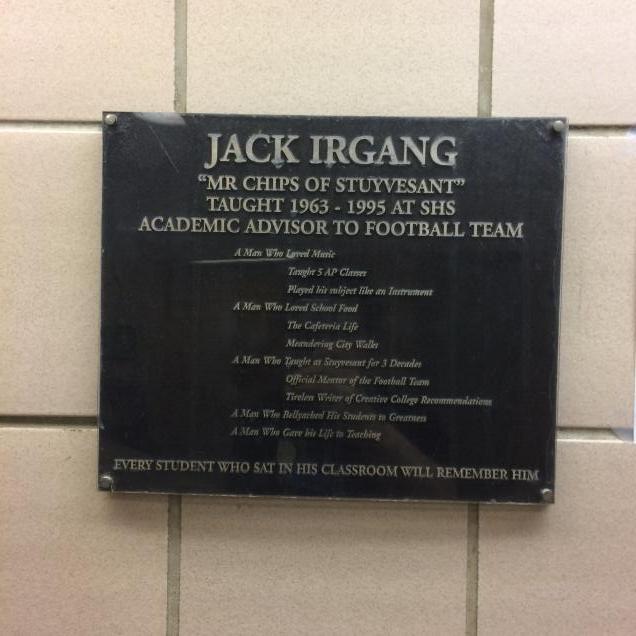 JACK IRGANG
“MR CHIPS OF STUYVESANT”
TAUGHT 1963 - 1995 AT SHS
ACADEMIC ADVISOR TO FOOTBALL TEAM
A Man Who Loved Music
Taught 5 AP Classes
Played his subject like an Instrument
A Man Who Loved School Food
The Cafeteria Life
Meandering City Walks
A Man Who Taught at Stuyvesant for 3 Decades
Official Mentor of the Football Team
Tireless Writer of Creative College Recommendations
A Man Who Bellyached His Students to Greatness
A Man Who Gave his Life to Teaching
EVERY STUDENT WHO SAT IN HIS CLASSROOM WILL REMEMBER HIM